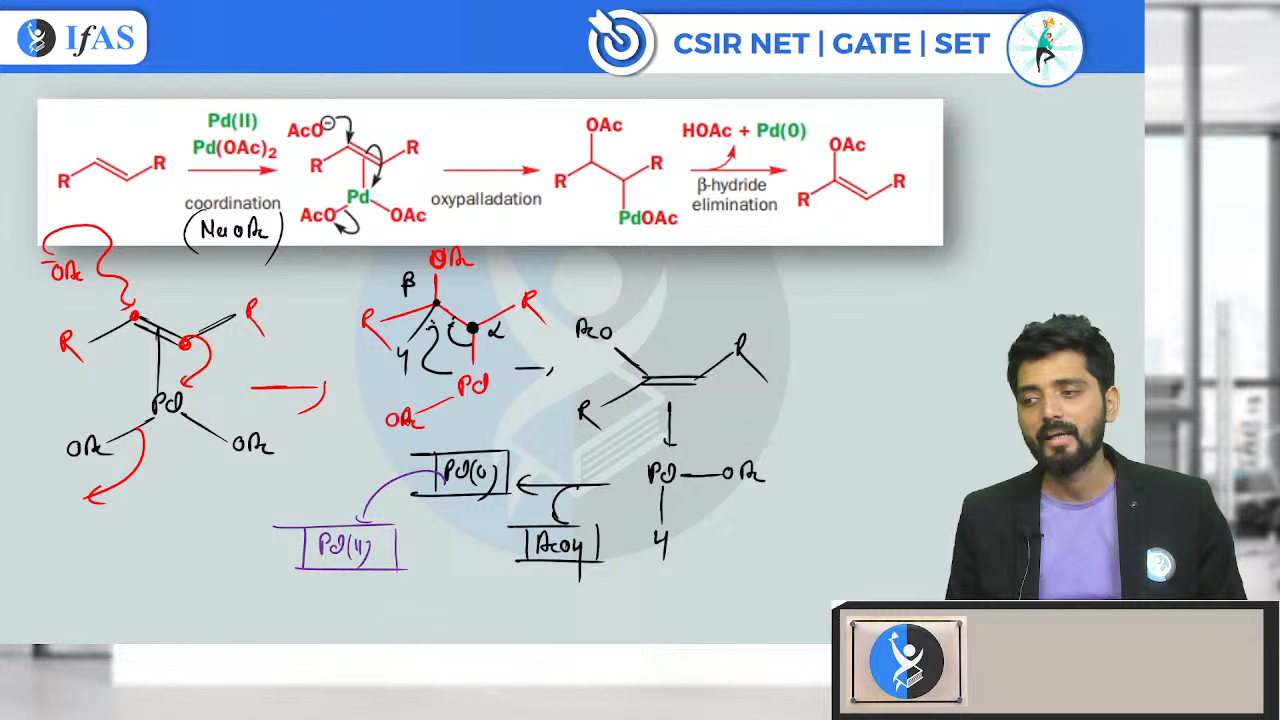 IfAS
CSIR NET | GATE | SET
R
R
Pd(II)
Pd(OAc)2
coordination
AcO⊖
R
R
Pd
AcO
OAc
oxypalladation
OAc
R
R
PdOAc
HOAc + Pd(0)
β-hydride
elimination
OAc
R
R
(NaOAc)
-OAc
R
R
Pd
OAc
OAc
OAc
β
R
R
α
H
Pd
OAc
AcO
R
R
Pd(0)
Pd—OAc
Pd(II)
AcOH
H